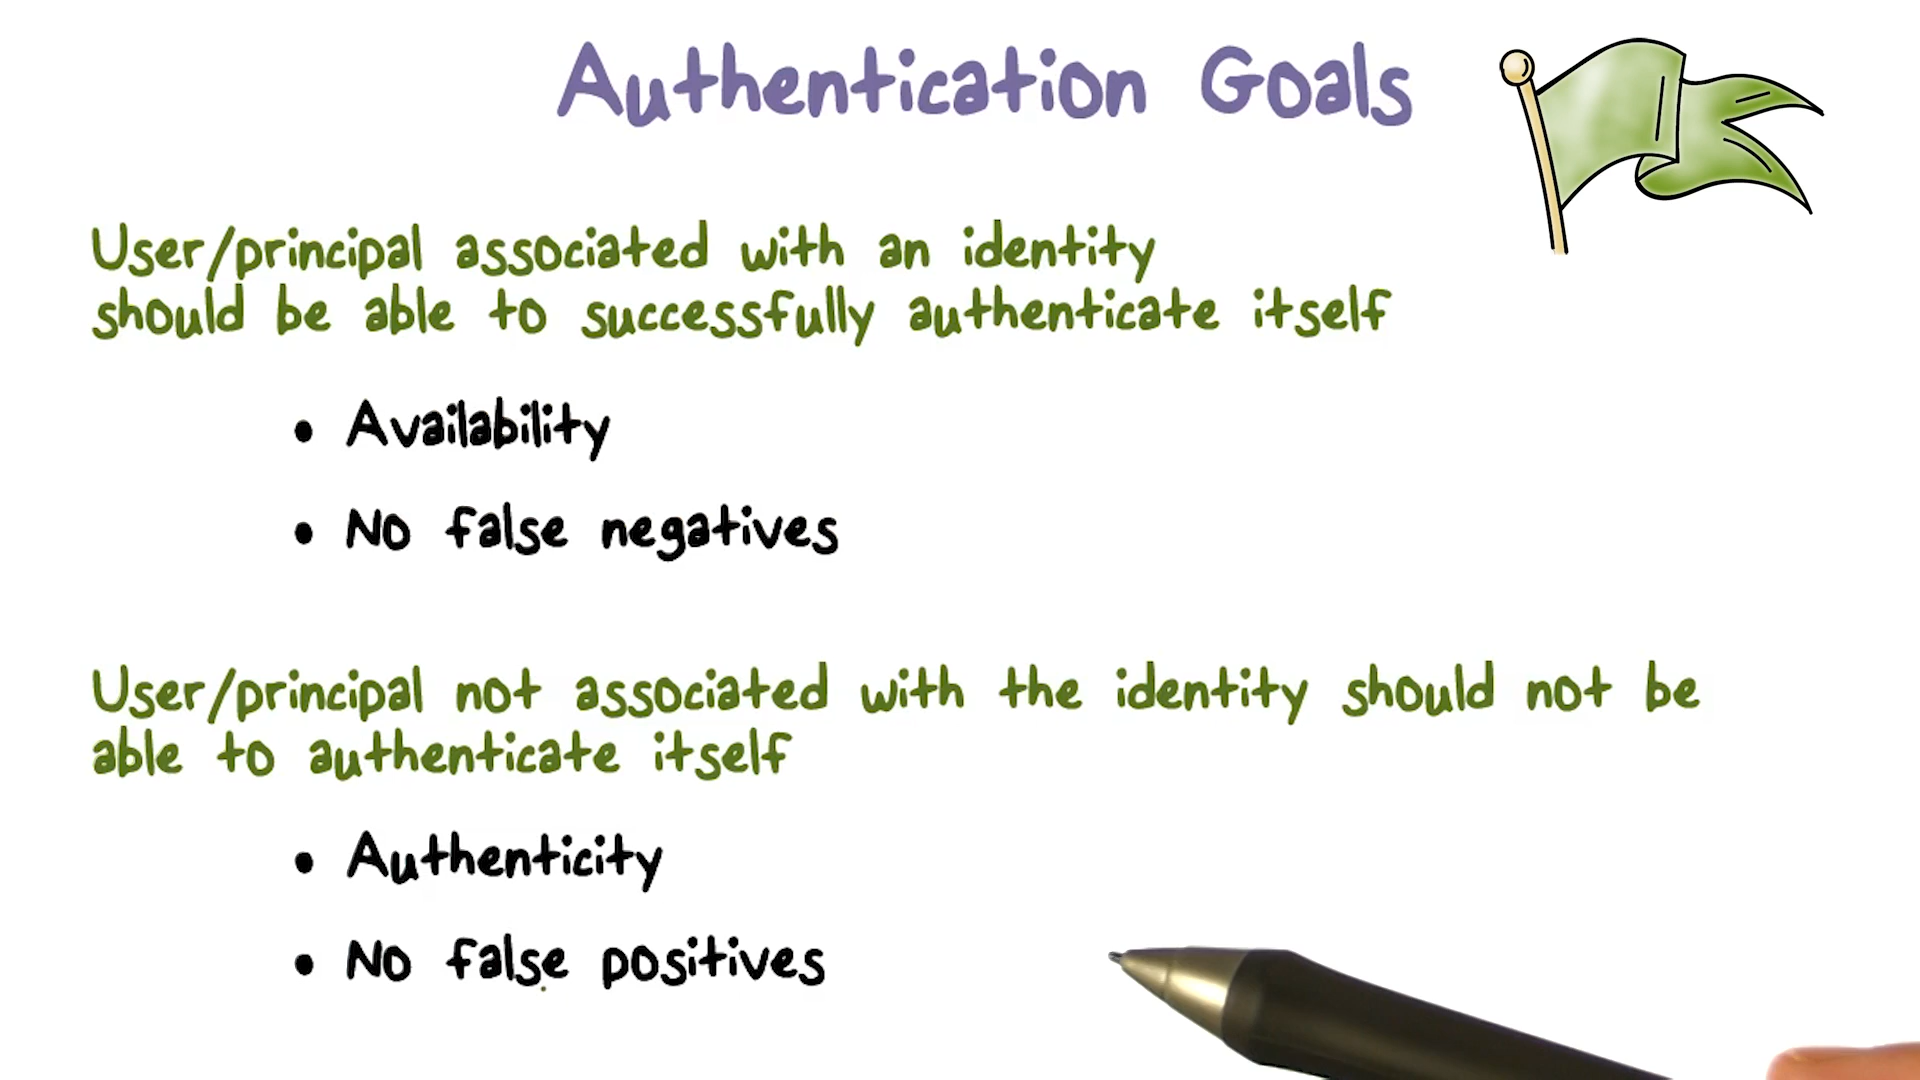 Authentication Goals
User/principal associated with an identity
should be able to successfully authenticate itself
• Availability
• No false negatives
User/principal not associated with the identity should not be
able to authenticate itself
• Authenticity
• No false positives